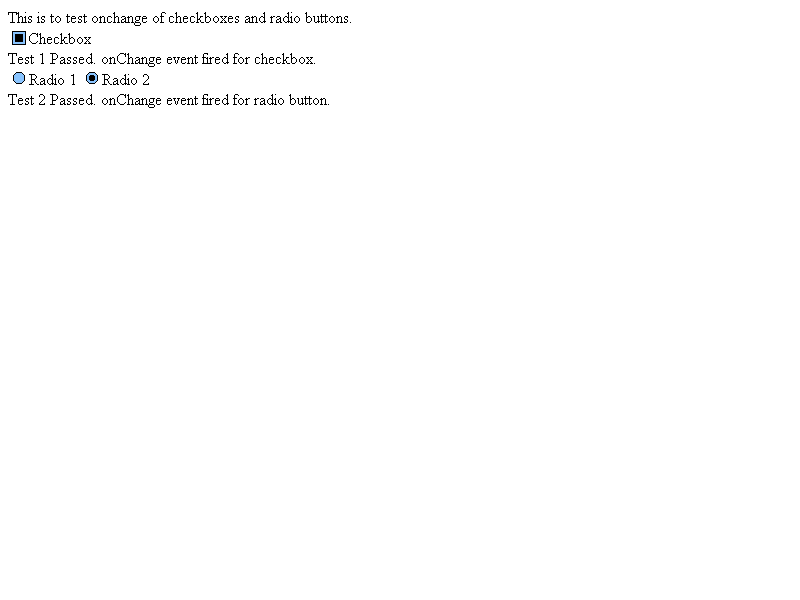 This is to test onchange of checkboxes and radio buttons.
Checkbox
Test 1 Passed. onChange event fired for checkbox.
Radio 1 Radio 2
Test 2 Passed. onChange event fired for radio button.